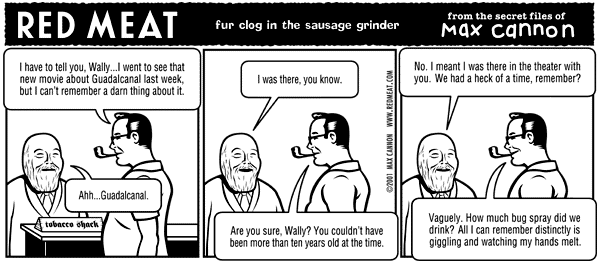 RED MEAT
fur clog in the sausage grinder
from the secret files of
Max cannon
I have to tell you, Wally...I went to see that
new movie about Guadalcanal last week,
but I can't remember a darn thing about it.
Ahh...Guadalcanal.
tobacco shack
I was there, you know.
Are you sure, Wally? You couldn't have
been more than ten years old at the time.
©2001 MAX CANNON WWW.REDMEAT.COM
No. I meant I was there in the theater with
you. We had a heck of a time, remember?
Vaguely. How much bug spray did we
drink? All I can remember distinctly is
giggling and watching my hands melt.